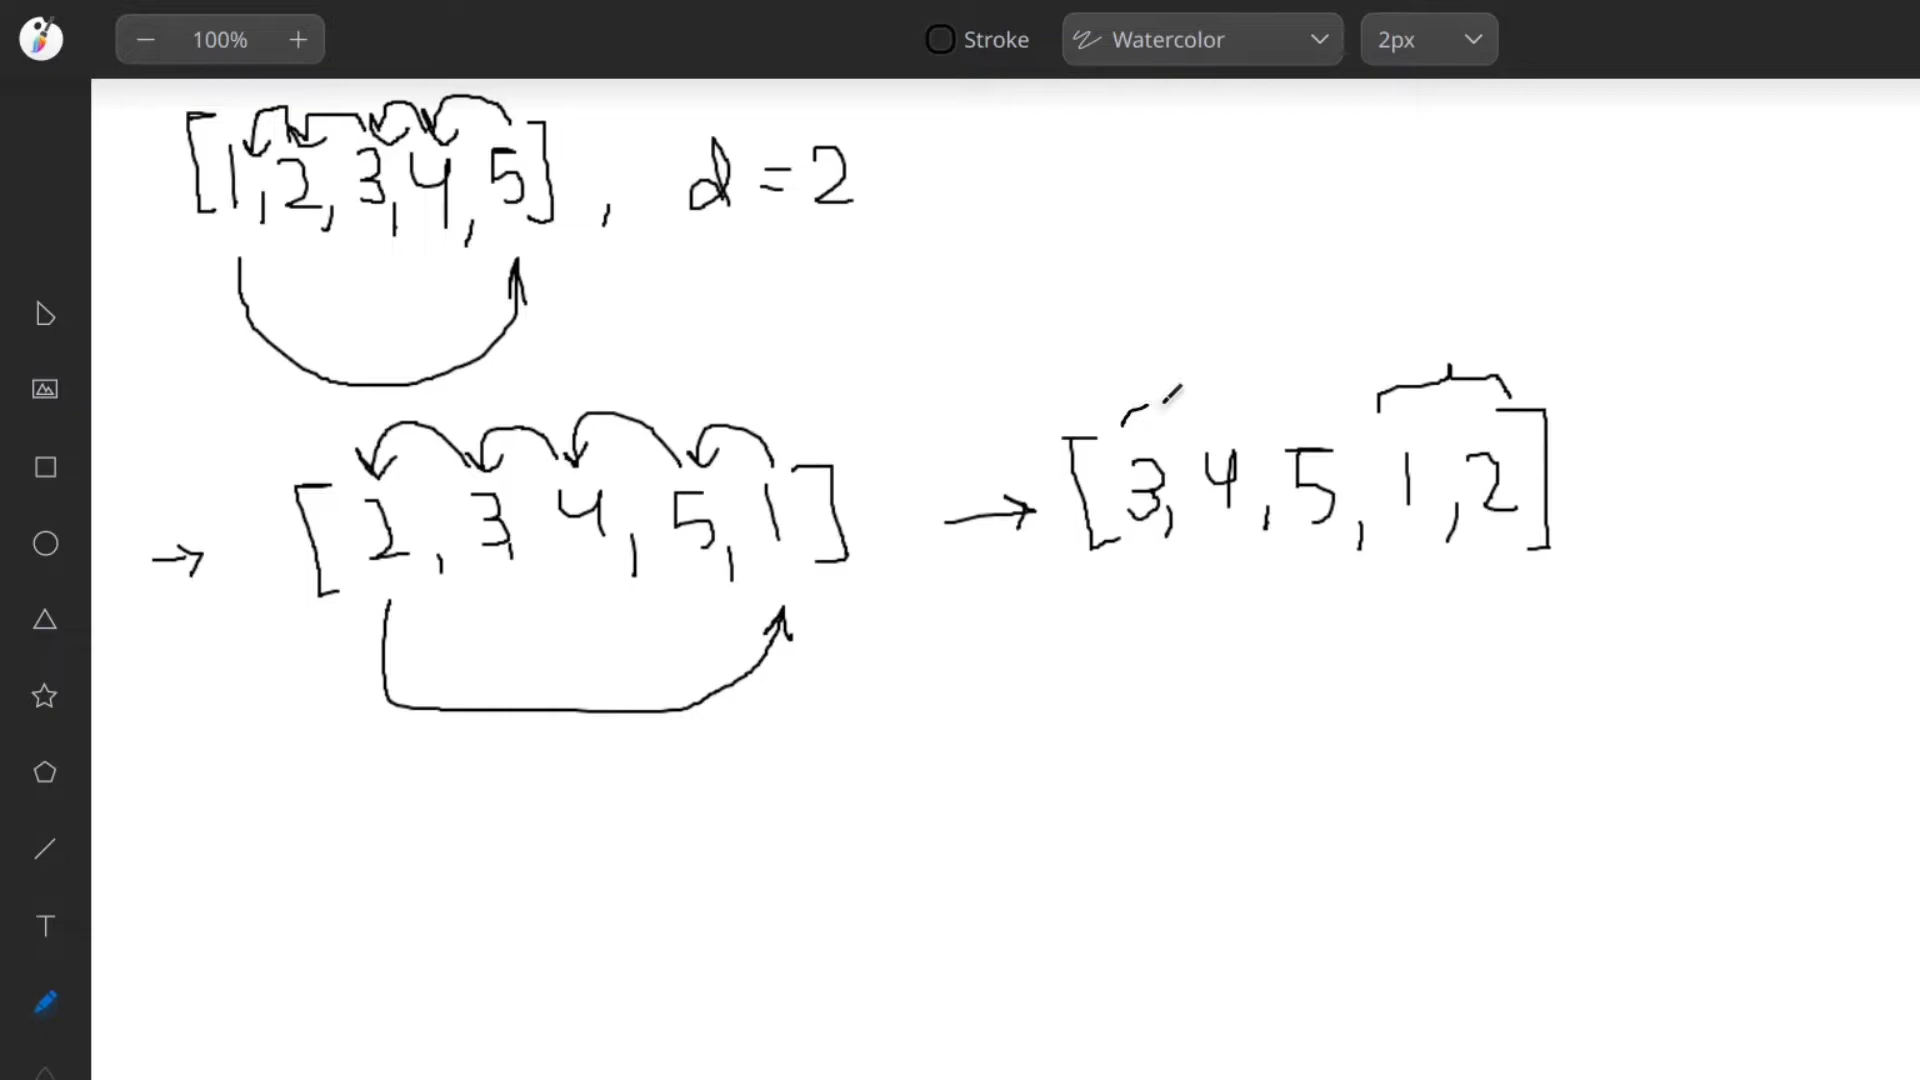 100%
Stroke
Watercolor
2px
[1,2,3,4,5], d=2
→ [2,3,4,5,1] → [3,4,5,1,2]
T